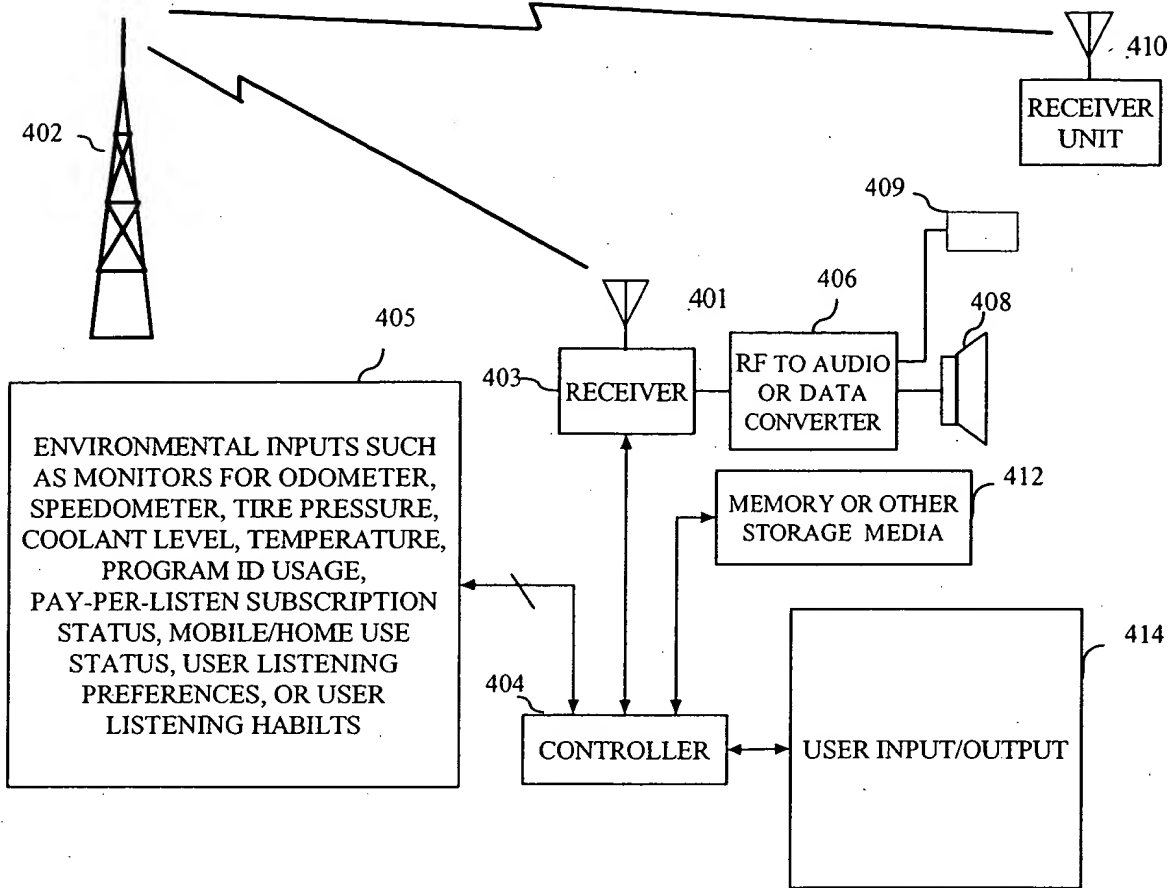 410
RECEIVER
UNIT
402
409
401
406
408
405
403
RECEIVER
RF TO AUDIO
OR DATA
CONVERTER
ENVIRONMENTAL INPUTS SUCH
AS MONITORS FOR ODOMETER,
SPEEDOMETER, TIRE PRESSURE,
COOLANT LEVEL, TEMPERATURE,
PROGRAM ID USAGE,
PAY-PER-LISTEN SUBSCRIPTION
STATUS, MOBILE/HOME USE
STATUS, USER LISTENING
PREFERENCES, OR USER
LISTENING HABILTS
412
MEMORY OR OTHER
STORAGE MEDIA
414
404
CONTROLLER
USER INPUT/OUTPUT